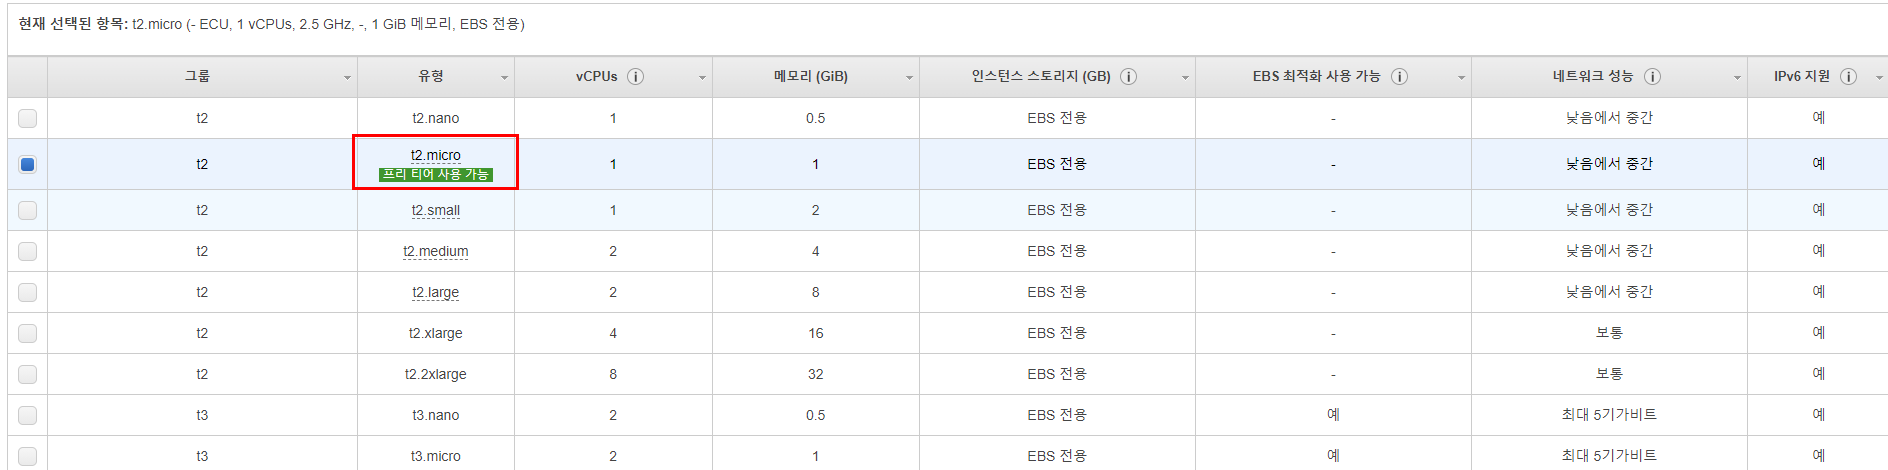 현재 선택된 항목: t2.micro (- ECU, 1 vCPUs, 2.5 GHz, -, 1 GiB 메모리, EBS 전용)
그룹 유형 vCPUs 메모리 (GiB) 인스턴스 스토리지 (GB) EBS 최적화 사용 가능 네트워크 성능 IPv6 지원
t2 t2.nano 1 0.5 EBS 전용 - 낮음에서 중간 예
t2 t2.micro 1 1 EBS 전용 - 낮음에서 중간 예
프리 티어 사용 가능
t2 t2.small 1 2 EBS 전용 - 낮음에서 중간 예
t2 t2.medium 2 4 EBS 전용 - 낮음에서 중간 예
t2 t2.large 2 8 EBS 전용 - 낮음에서 중간 예
t2 t2.xlarge 4 16 EBS 전용 - 보통 예
t2 t2.2xlarge 8 32 EBS 전용 - 보통 예
t3 t3.nano 2 0.5 EBS 전용 예 최대 5기가비트 예
t3 t3.micro 2 1 EBS 전용 예 최대 5기가비트 예